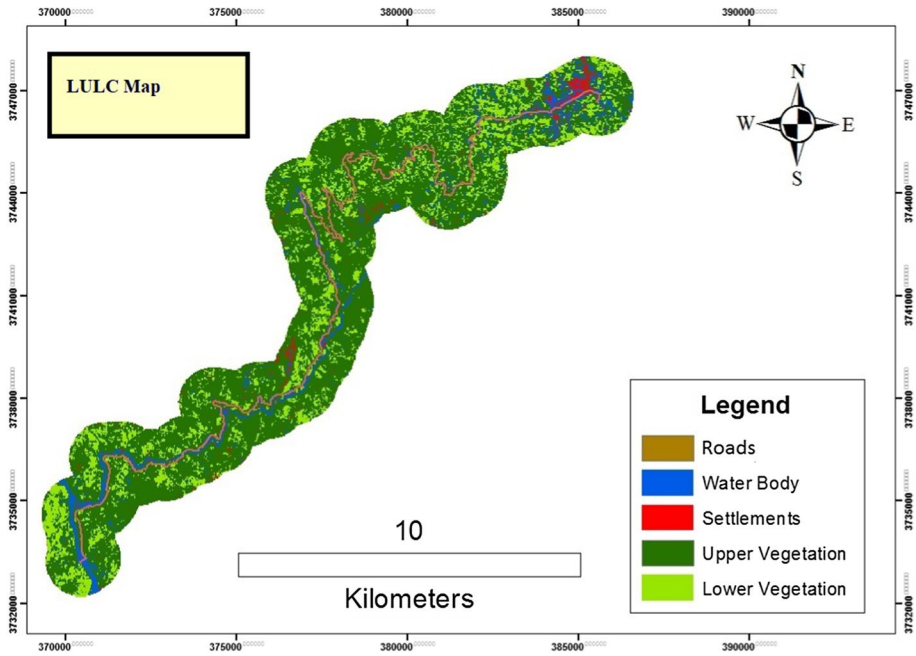 370000 375000 380000 385000 390000
LULC Map
N
W E
S
3747000 3747000
3744000 3744000
3741000 3741000
3738000 3738000
3735000 3735000
3732000 3732000
Legend
Roads
Water Body
Settlements
Upper Vegetation
Lower Vegetation
10
Kilometers
370000 375000 380000 385000 390000